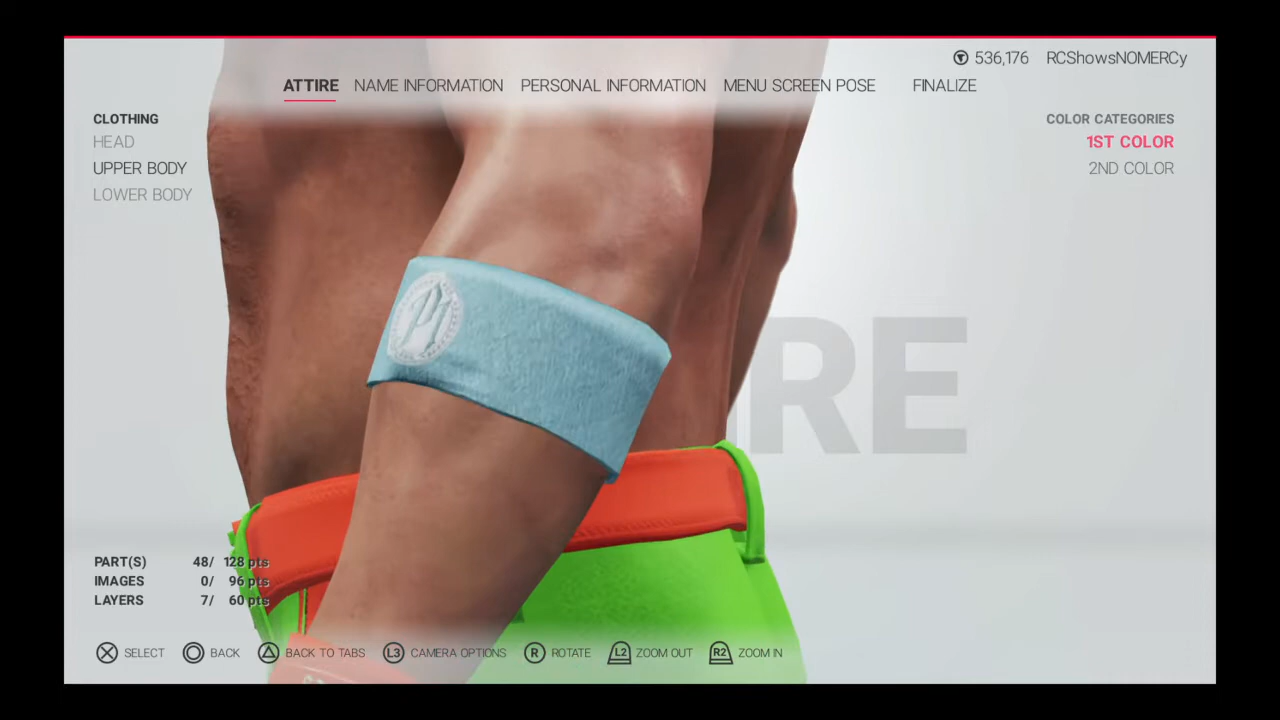 536,176 RCShowsNOMERCy
ATTIRE NAME INFORMATION PERSONAL INFORMATION MENU SCREEN POSE FINALIZE
CLOTHING
HEAD
UPPER BODY
LOWER BODY
COLOR CATEGORIES
1ST COLOR
2ND COLOR
RE
PART(S) 48/ 128 pts
IMAGES 0/ 96 pts
LAYERS 7/ 60 pts
SELECT BACK BACK TO TABS L3 CAMERA OPTIONS R ROTATE L2 ZOOM OUT R2 ZOOM IN